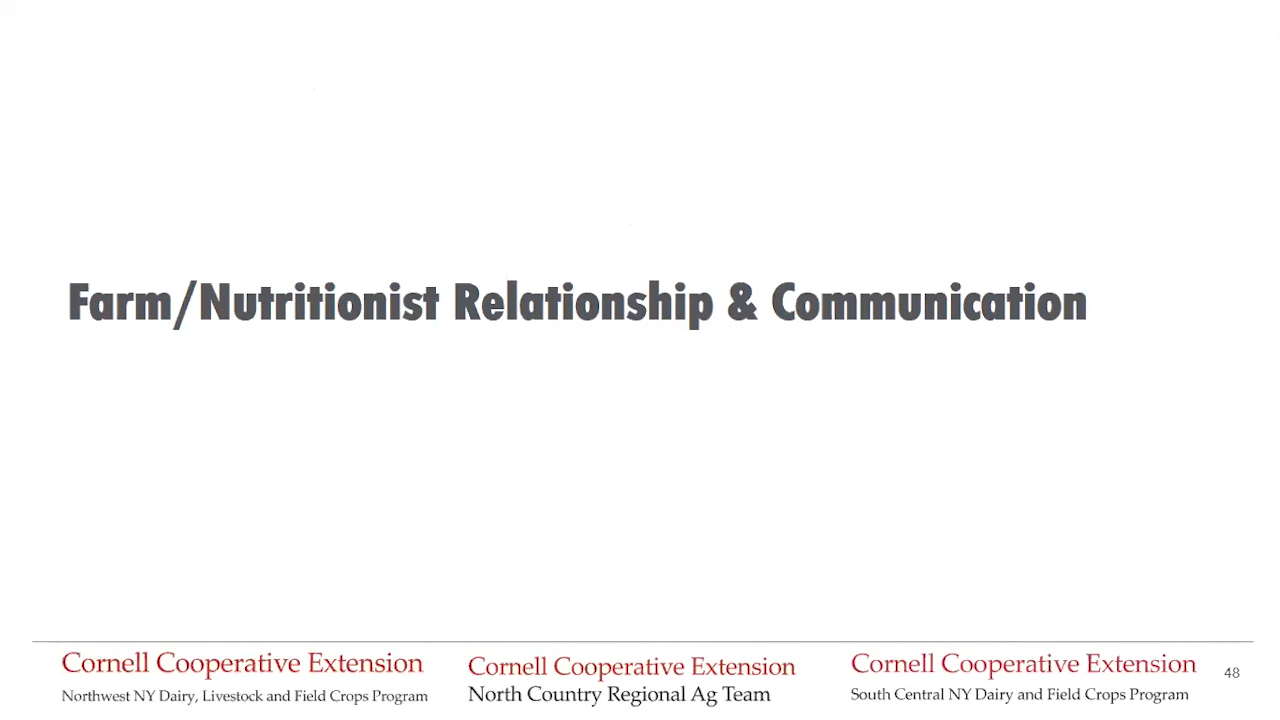 Farm/Nutritionist Relationship & Communication
Cornell Cooperative Extension
Northwest NY Dairy, Livestock and Field Crops Program
Cornell Cooperative Extension
North Country Regional Ag Team
Cornell Cooperative Extension
South Central NY Dairy and Field Crops Program
48